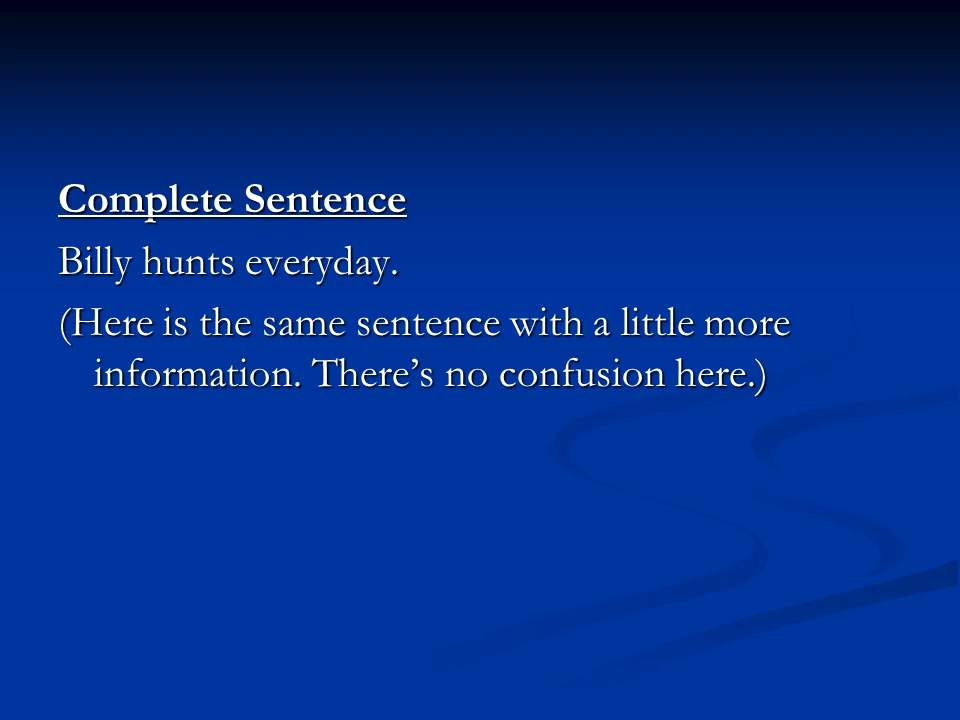 Complete Sentence
Billy hunts everyday.
(Here is the same sentence with a little more
information. There’s no confusion here.)